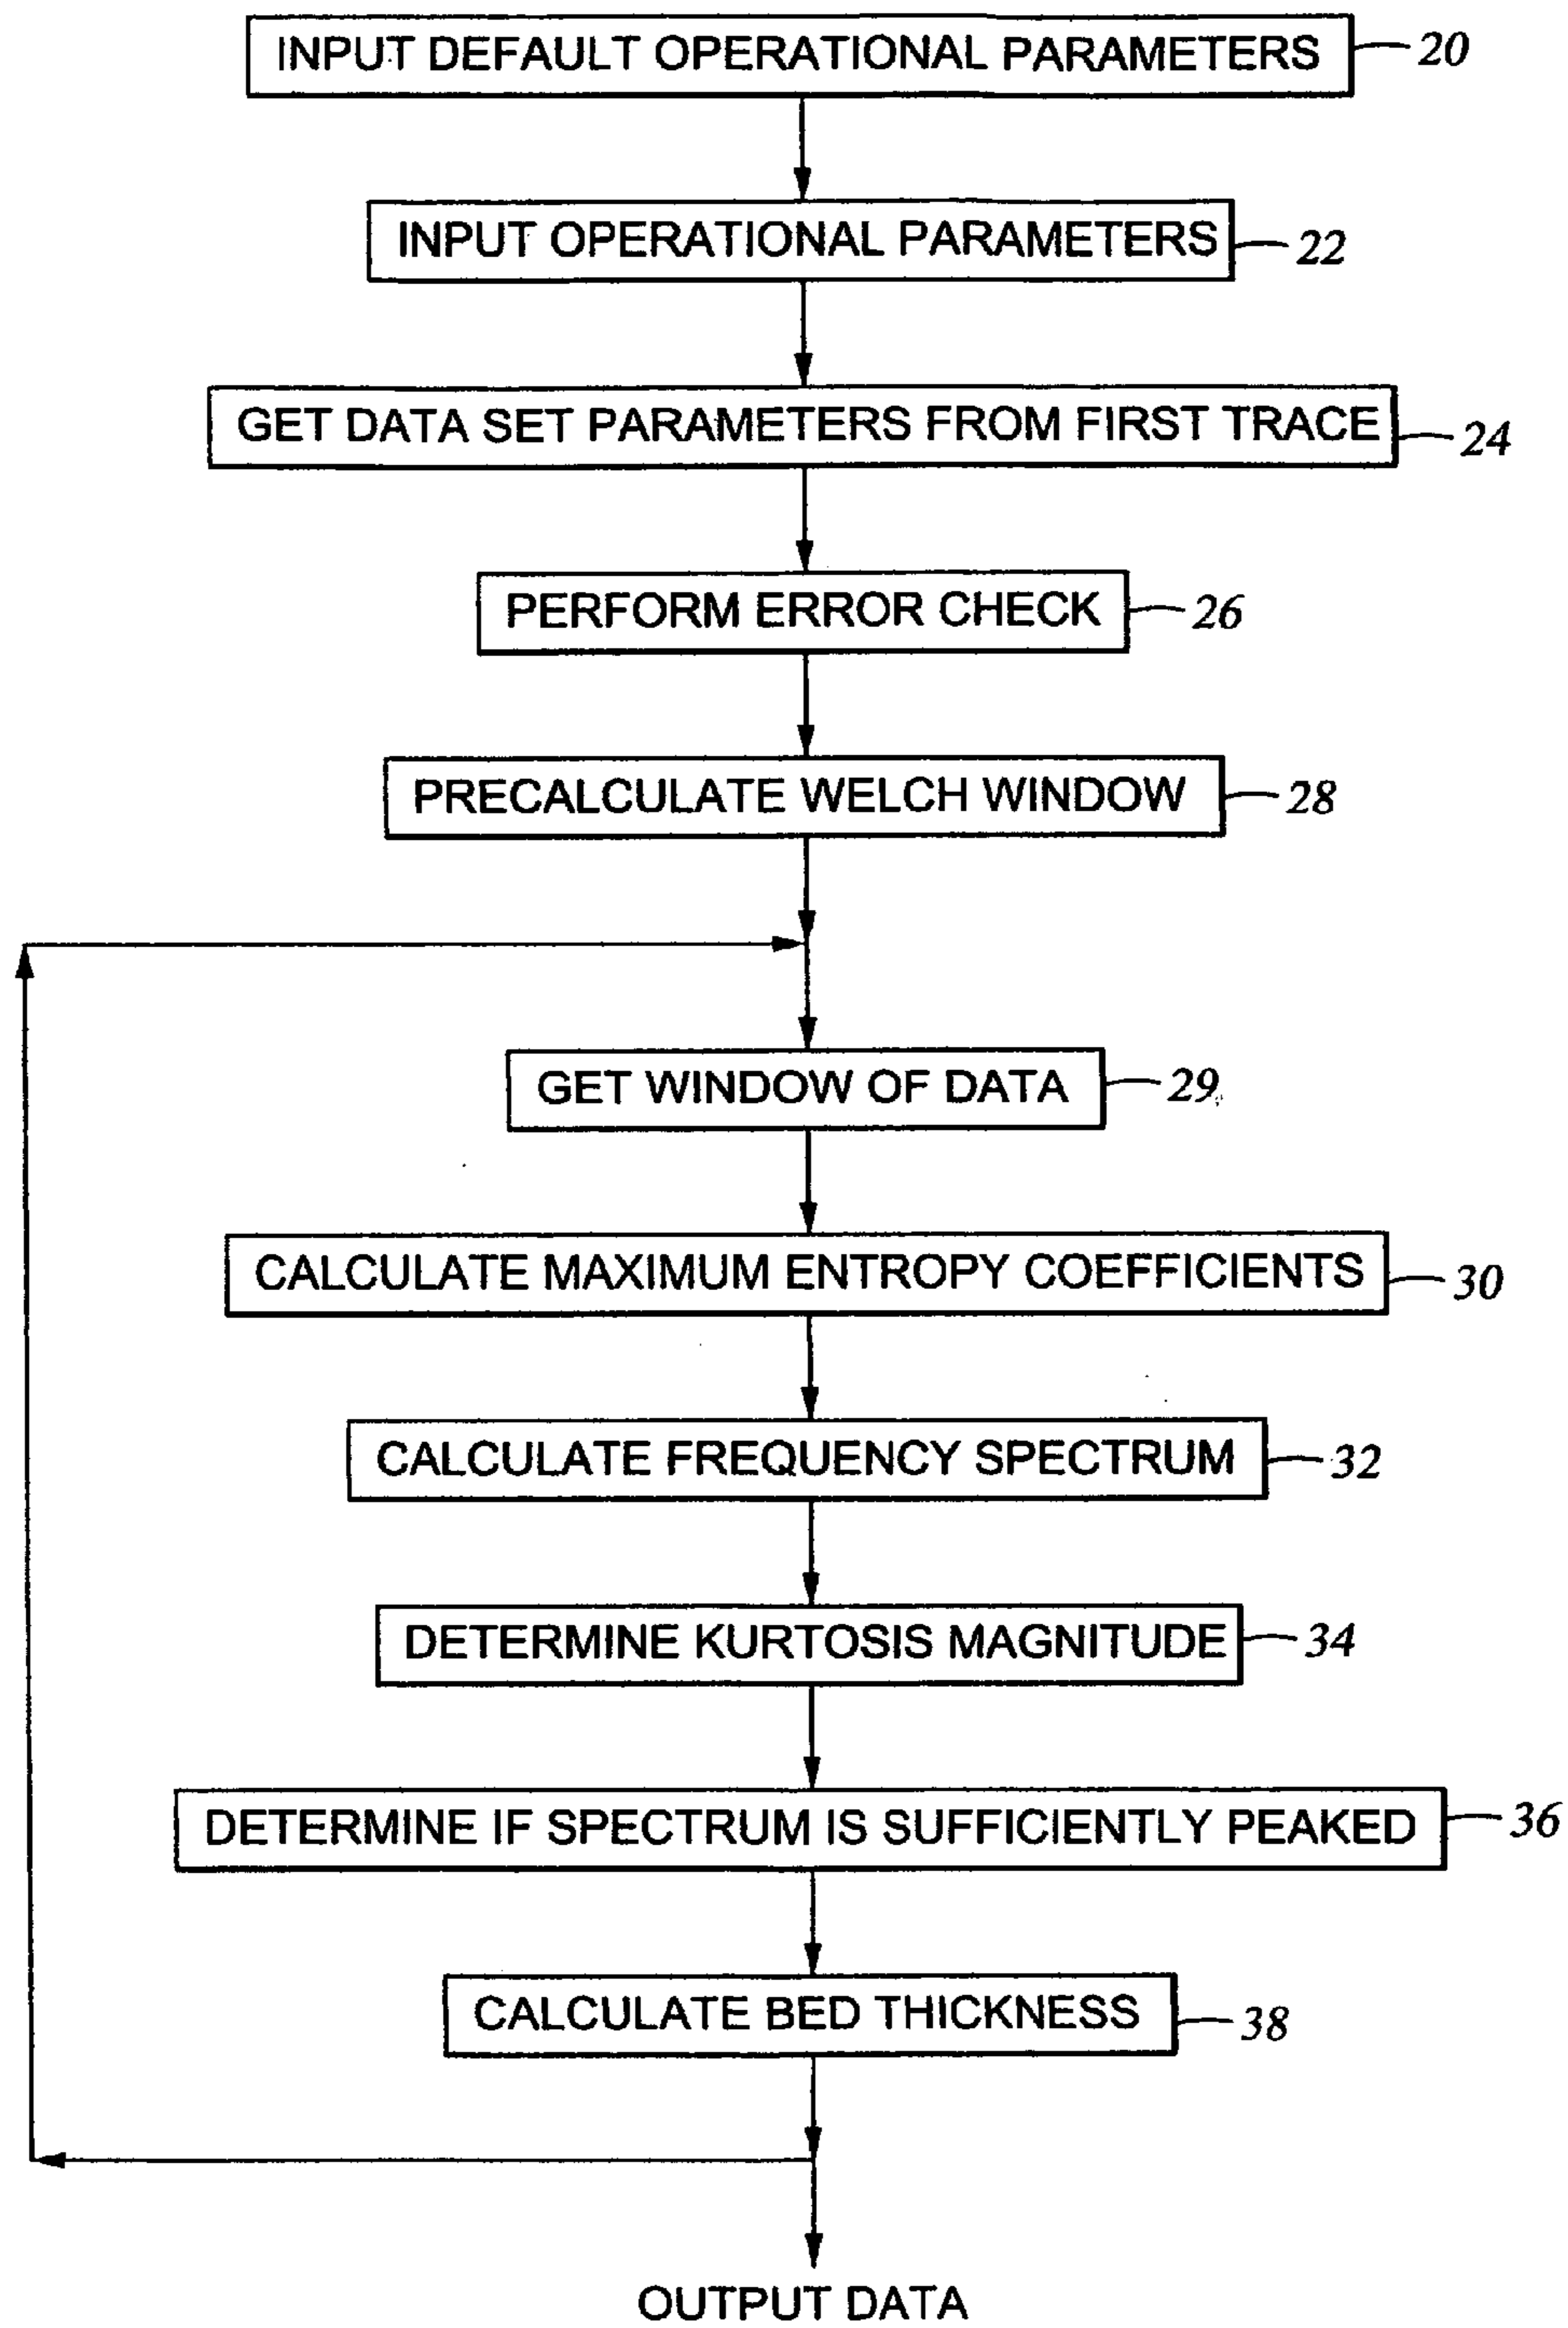 INPUT DEFAULT OPERATIONAL PARAMETERS 20
INPUT OPERATIONAL PARAMETERS 22
GET DATA SET PARAMETERS FROM FIRST TRACE 24
PERFORM ERROR CHECK 26
PRECALCULATE WELCH WINDOW 28
GET WINDOW OF DATA 29
CALCULATE MAXIMUM ENTROPY COEFFICIENTS 30
CALCULATE FREQUENCY SPECTRUM 32
DETERMINE KURTOSIS MAGNITUDE 34
DETERMINE IF SPECTRUM IS SUFFICIENTLY PEAKED 36
CALCULATE BED THICKNESS 38
OUTPUT DATA